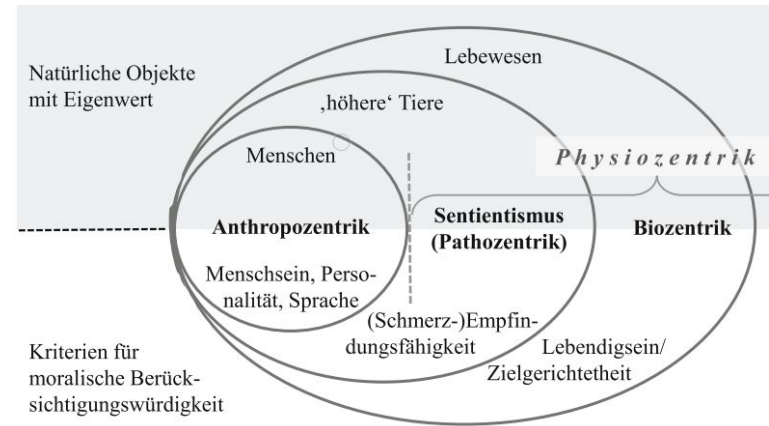 Lebewesen
Natürliche Objekte
mit Eigenwert
‚höhere‘ Tiere
Menschen
Physiozentrik
Anthropozentrik
Sentientismus
(Pathozentrik)
Biozentrik
Menschsein, Perso-
nalität, Sprache
(Schmerz-)Empfin-
dungsfähigkeit
Lebendigsein/
Zielgerichtetheit
Kriterien für
moralische Berück-
sichtigungswürdigkeit